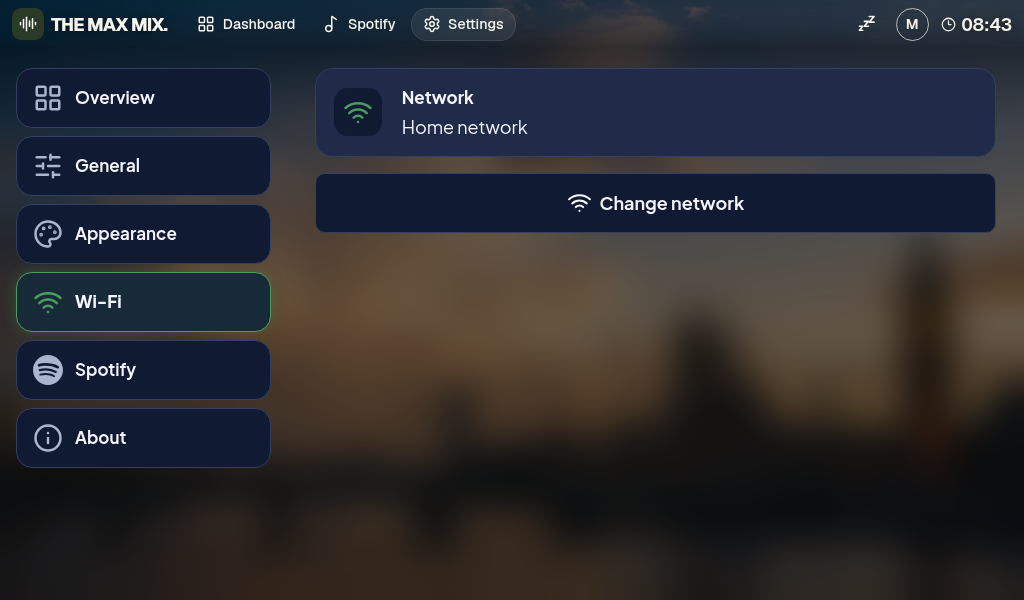 THE MAX MIX.
Dashboard
Spotify
Settings
M
08:43
Overview
General
Appearance
Wi-Fi
Spotify
About
Network
Home network
Change network